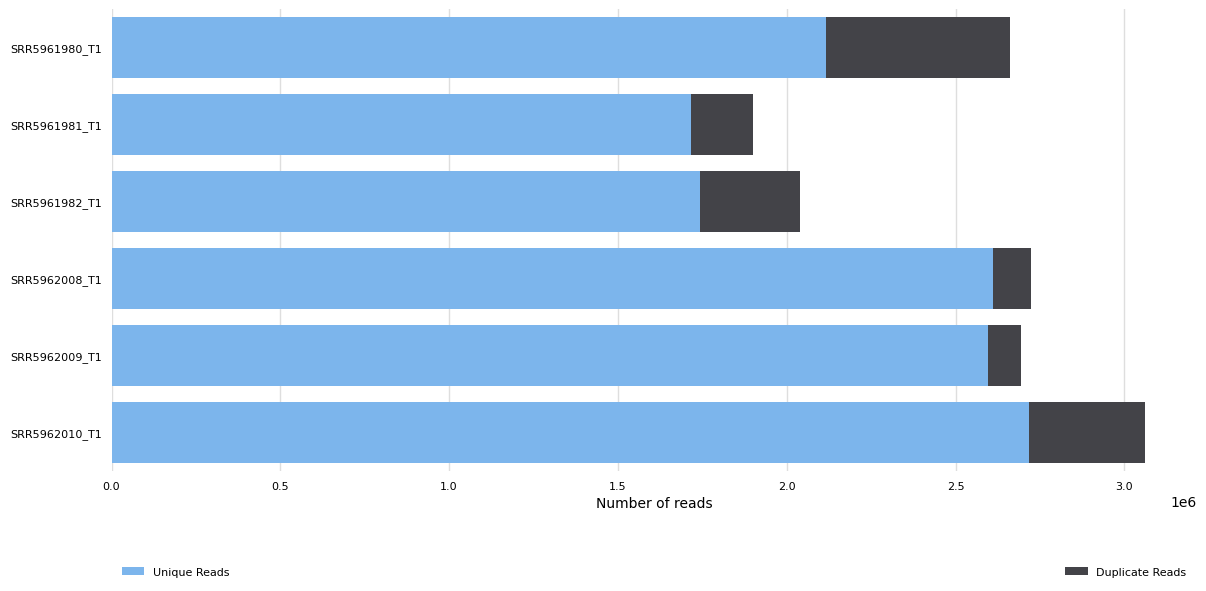 SRR5961980_T1
SRR5961981_T1
SRR5961982_T1
SRR5962008_T1
SRR5962009_T1
SRR5962010_T1
0.0 0.5 1.0 1.5 2.0 2.5 3.0
Number of reads 1e6
Unique Reads Duplicate Reads